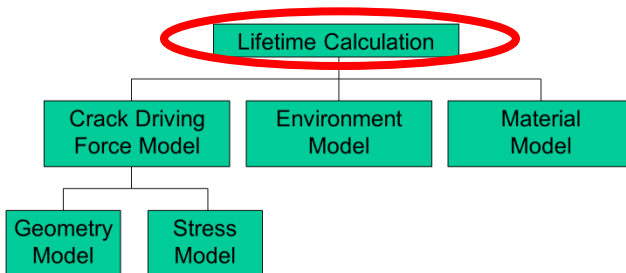 Lifetime Calculation
Crack Driving
Force Model
Environment
Model
Material
Model
Geometry
Model
Stress
Model